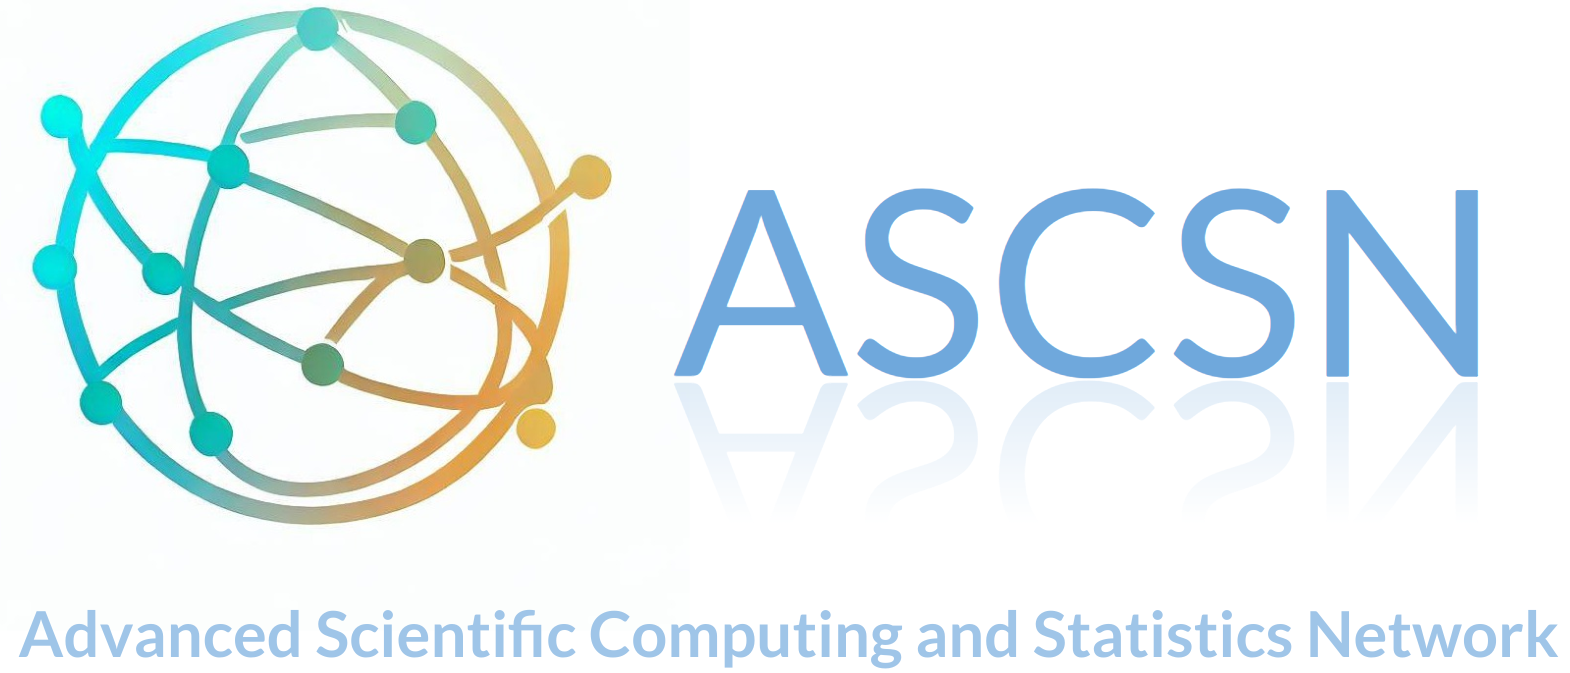 ASCSN
Advanced Scientific Computing and Statistics Network